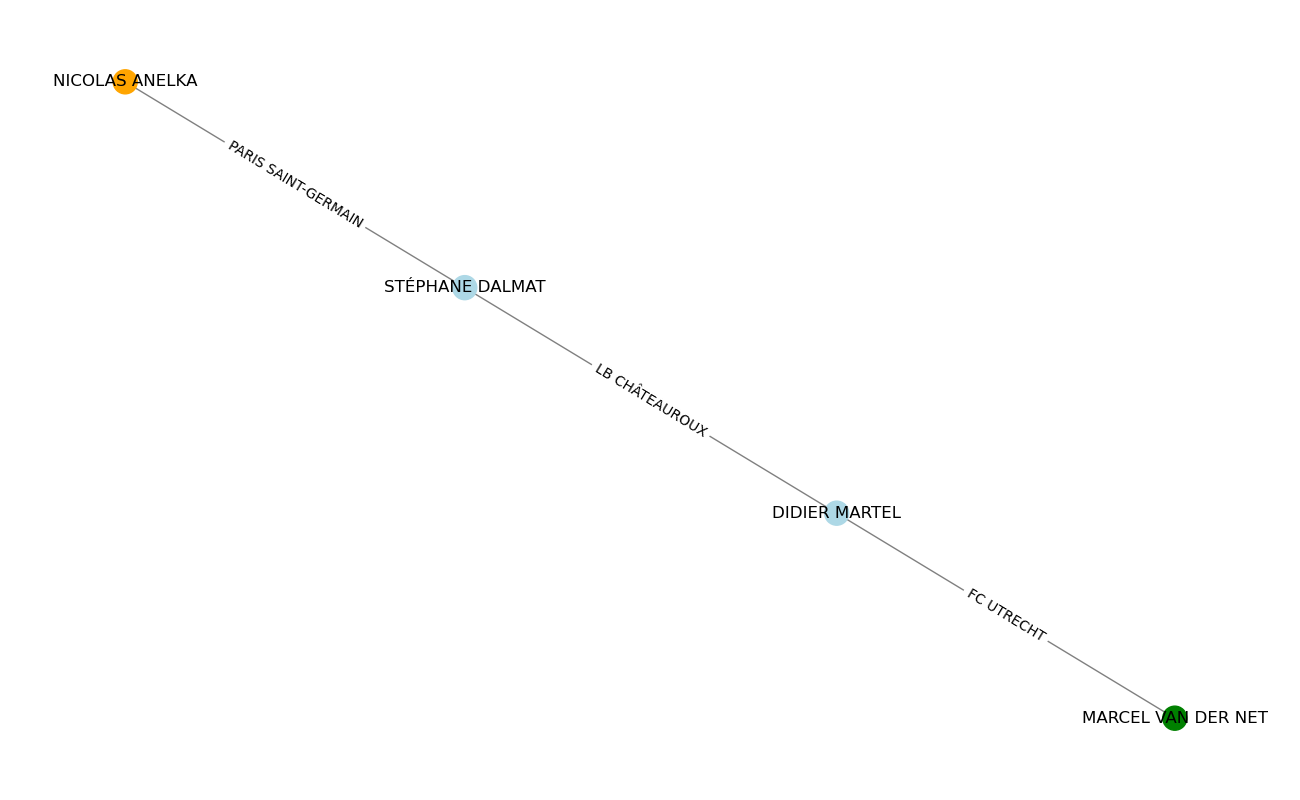 NICOLAS ANELKA
PARIS SAINT-GERMAIN
STÉPHANE DALMAT
LB CHÂTEAUROUX
DIDIER MARTEL
FC UTRECHT
MARCEL VAN DER NET